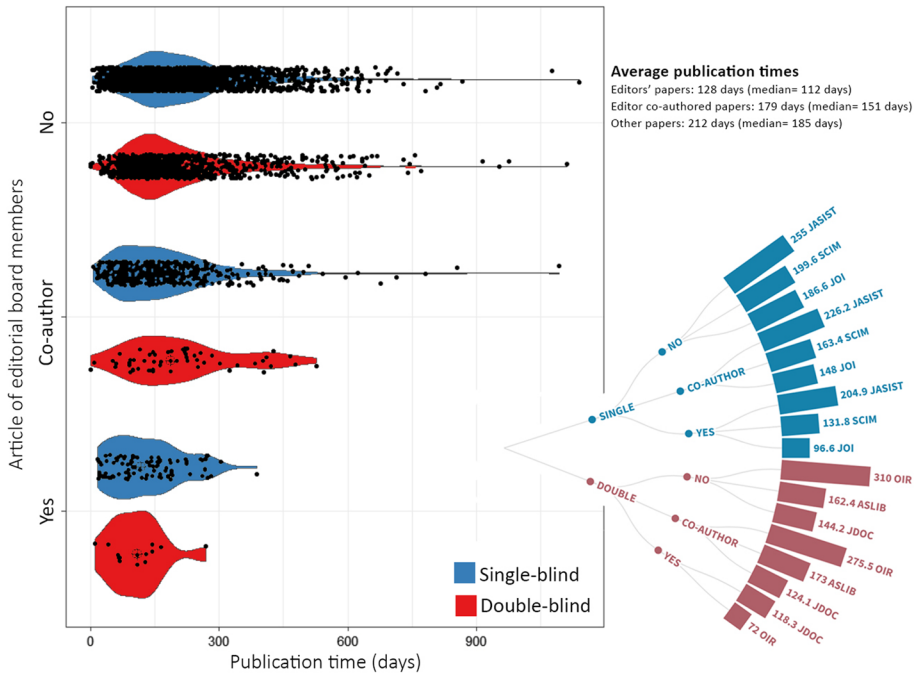 Article of editorial board members
No
Co-author
Yes
0
300
600
900
Publication time (days)
Single-blind
Double-blind
Average publication times
Editors' papers: 128 days (median= 112 days)
Editor co-authored papers: 179 days (median= 151 days)
Other papers: 212 days (median= 185 days)
SINGLE
NO
255 JASIST
199.6 SCIM
186.6 JOI
CO-AUTHOR
226.2 JASIST
163.4 SCIM
148 JOI
YES
204.9 JASIST
131.8 SCIM
96.6 JOI
DOUBLE
NO
310 OIR
162.4 ASLIB
144.2 JDOC
CO-AUTHOR
275.5 OIR
173 ASLIB
124.1 JDOC
YES
118.3 JDOC
72 OIR